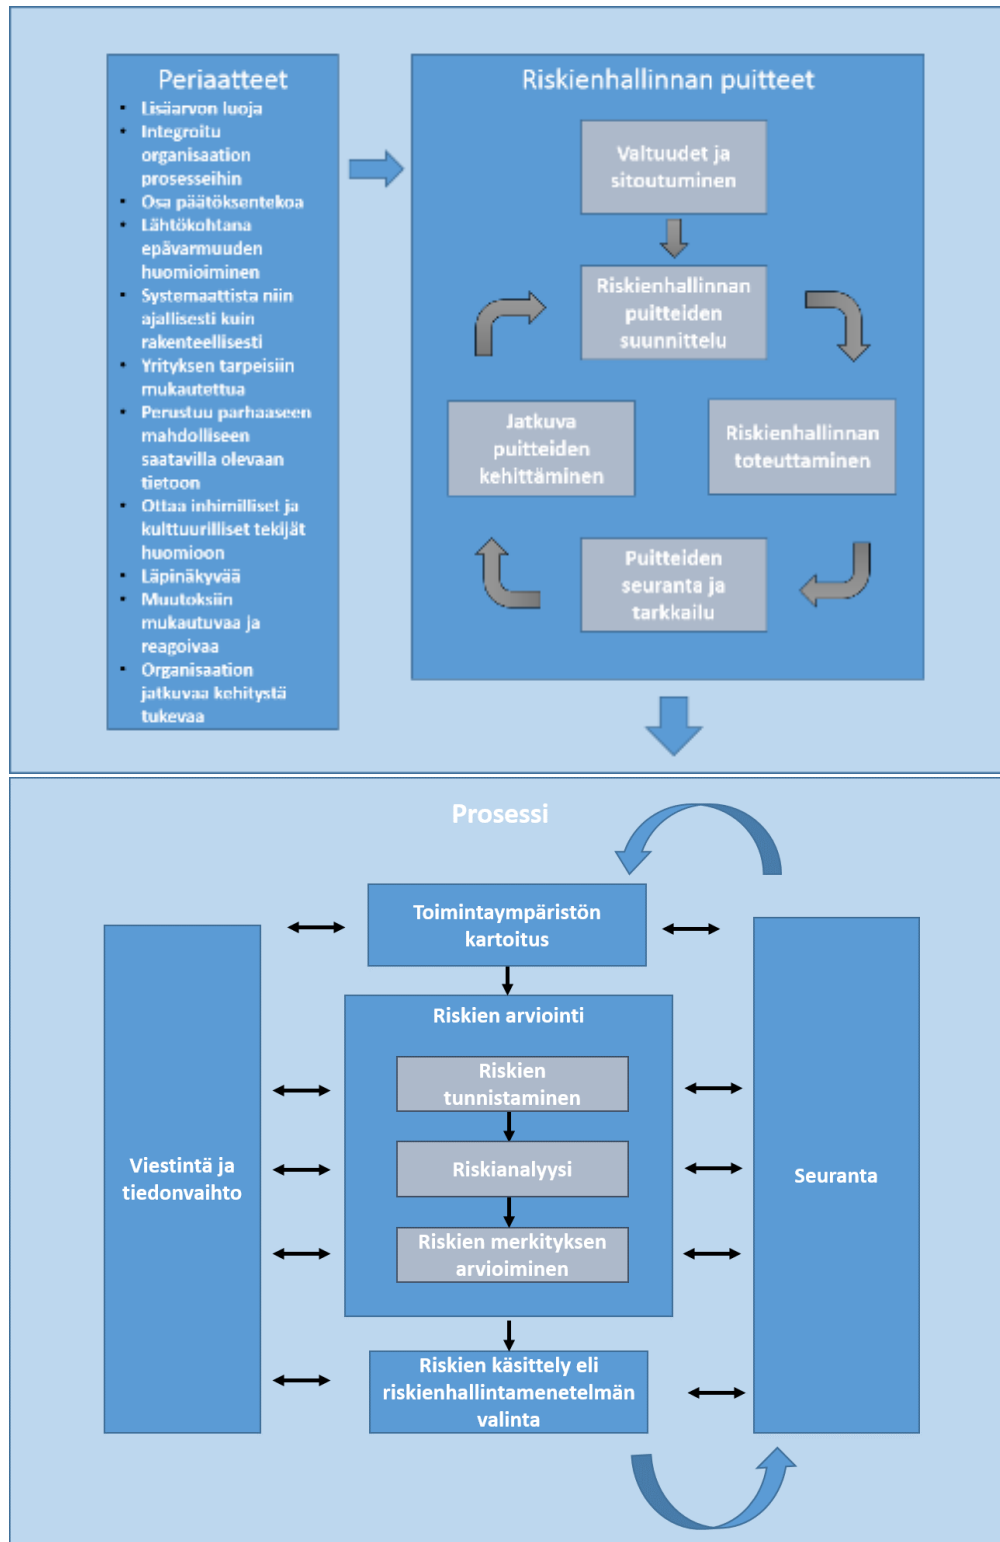 Periaatteet
• Lisäarvon luoja
• Integroitu
organisaation
prosesseihin
• Osa päätöksentekoa
• Lähtökohtana
epävarmuuden
huomioiminen
• Systemaattista niin
ajallisesti kuin
rakenteellisesti
• Yrityksen tarpeisiin
mukautettua
• Perustuu parhaaseen
mahdolliseen
saatavilla olevaan
tietoon
• Ottaa inhimilliset ja
kulttuurilliset tekijät
huomioon
• Läpinäkyvää
• Muutoksiin
mukautuvaa ja
reagoivaa
• Organisaation
jatkuvaa kehitystä
tukevaa
Riskienhallinnan puitteet
Valtuudet ja
sitoutuminen
Riskienhallinnan
puitteiden
suunnittelu
Jatkuva
puitteiden
kehittäminen
Riskienhallinnan
toteuttaminen
Puitteiden
seuranta ja
tarkkailu
Prosessi
Toimintaympäristön
kartoitus
Riskien arviointi
Riskien
tunnistaminen
Riskianalyysi
Riskien merkityksen
arvioiminen
Viestintä ja
tiedonvaihto
Seuranta
Riskien käsittely eli
riskienhallintamenetelmän
valinta